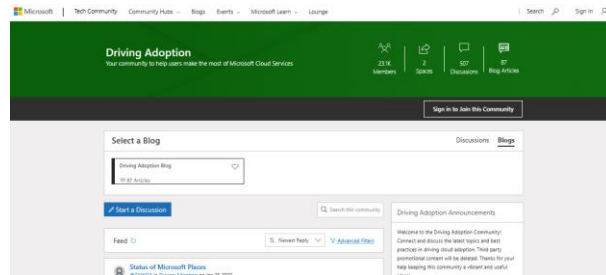 Microsoft
Tech Community
Community Hubs
Blogs
Events
Microsoft Learn
Lounge
Search
Sign In
Driving Adoption
Your community to help users make the most of Microsoft Cloud Services
23.1K
Members
2
Spaces
507
Discussions
87
Blog Articles
Sign in to Join this Community
Select a Blog
Discussions
Blogs
Driving Adoption Blog
87 Articles
Start a Discussion
Search this community
Feed
Newest Reply
Advanced Filters
Status of Microsoft Places
Driving Adoption Announcements
Welcome to the Driving Adoption Community!
Connect and discuss the latest topics and best
practices in driving cloud adoption. Third party
promotional content will be deleted. Thanks for your
help keeping this community a vibrant and useful